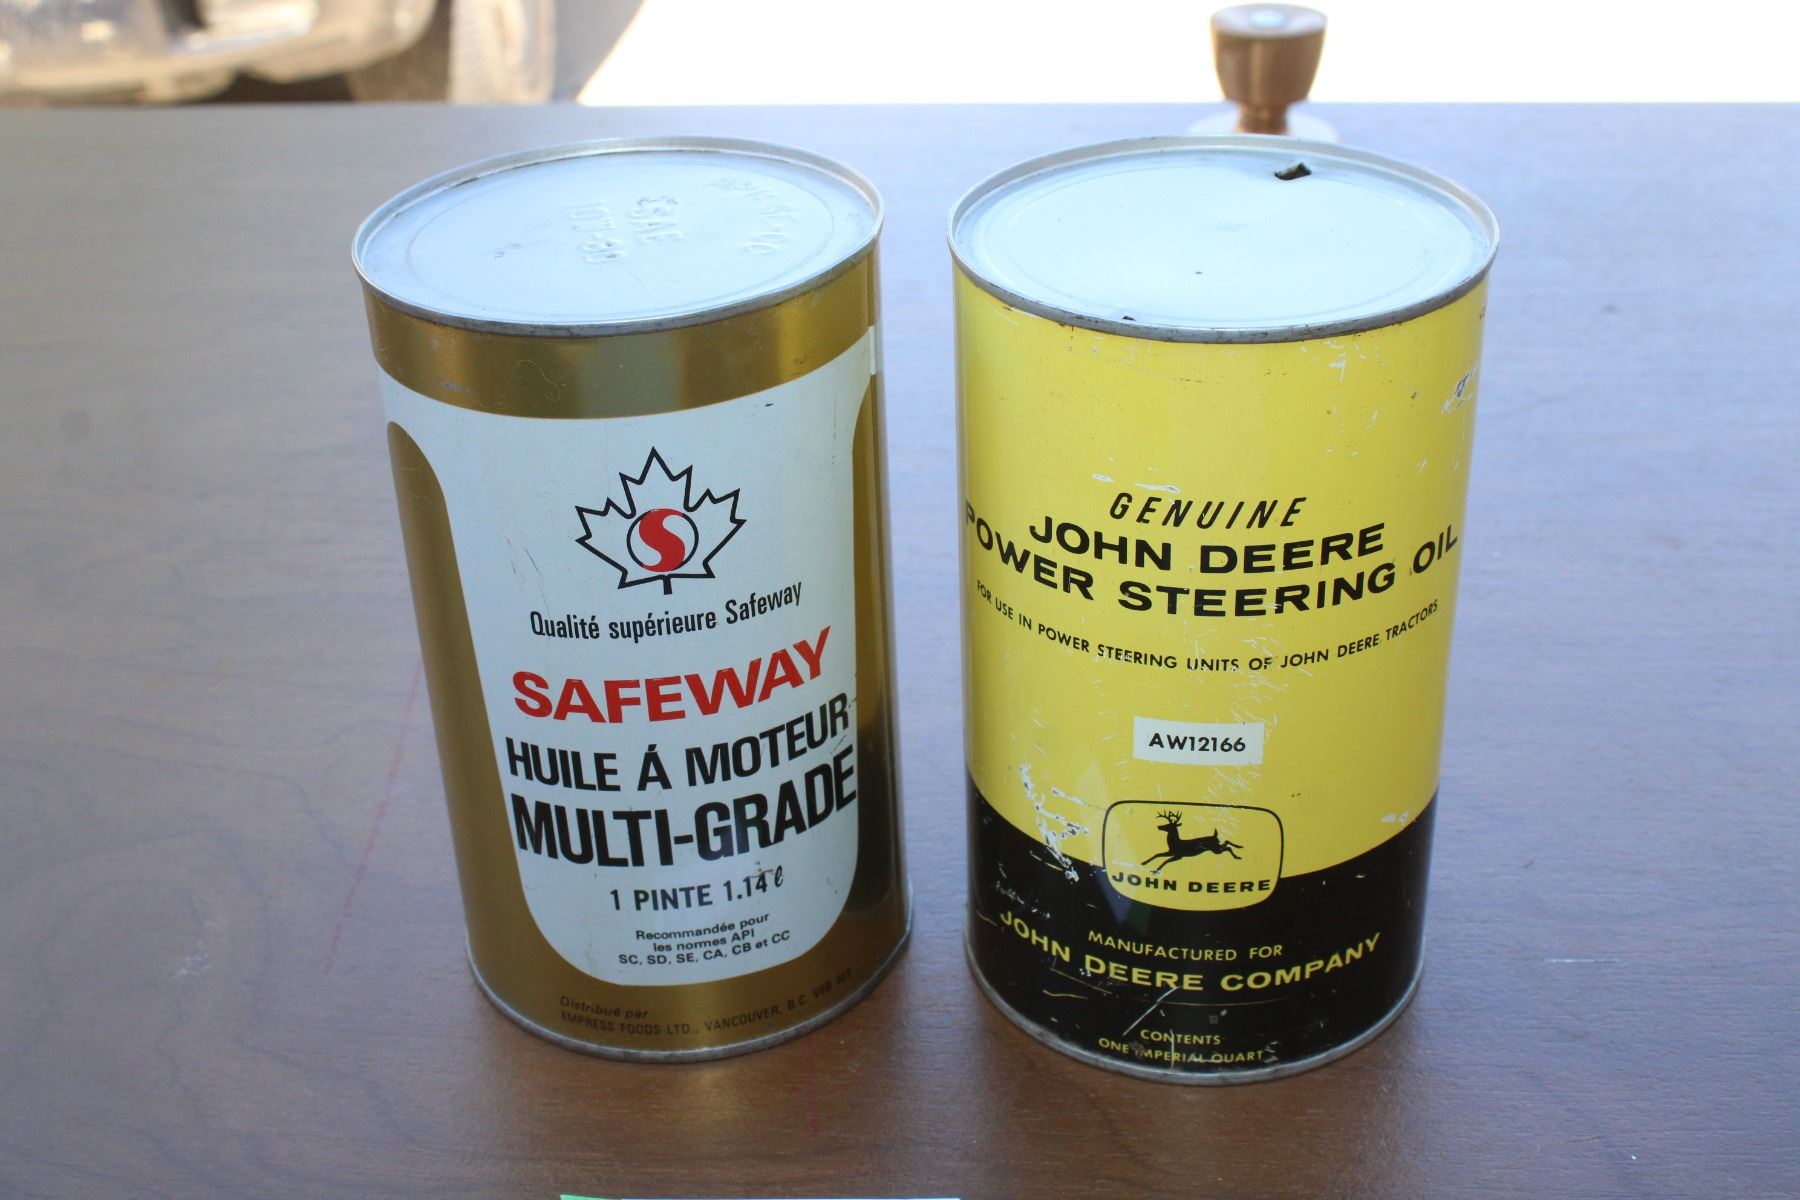 SAE
10W-30
S
Qualité supérieure Safeway
SAFEWAY
HUILE Á MOTEUR
MULTI-GRADE
1 PINTE 1.14ℓ
Recommandée pour
les normes API
SC, SD, SE, CA, CB et CC
Distribué par
EMPRESS FOODS LTD., VANCOUVER, B.C. V6B
GENUINE
JOHN DEERE
POWER STEERING OIL
FOR USE IN POWER STEERING UNITS OF JOHN DEERE TRACTORS
AW12166
JOHN DEERE
MANUFACTURED FOR
JOHN DEERE COMPANY
CONTENTS
ONE IMPERIAL QUART